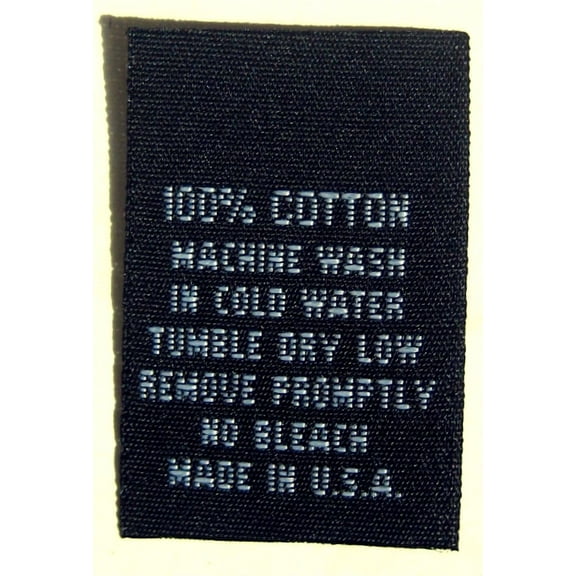 100% COTTON
MACHINE WASH
IN COLD WATER
TUMBLE DRY LOW
REMOVE PROMPTLY
NO BLEACH
MADE IN U.S.A.